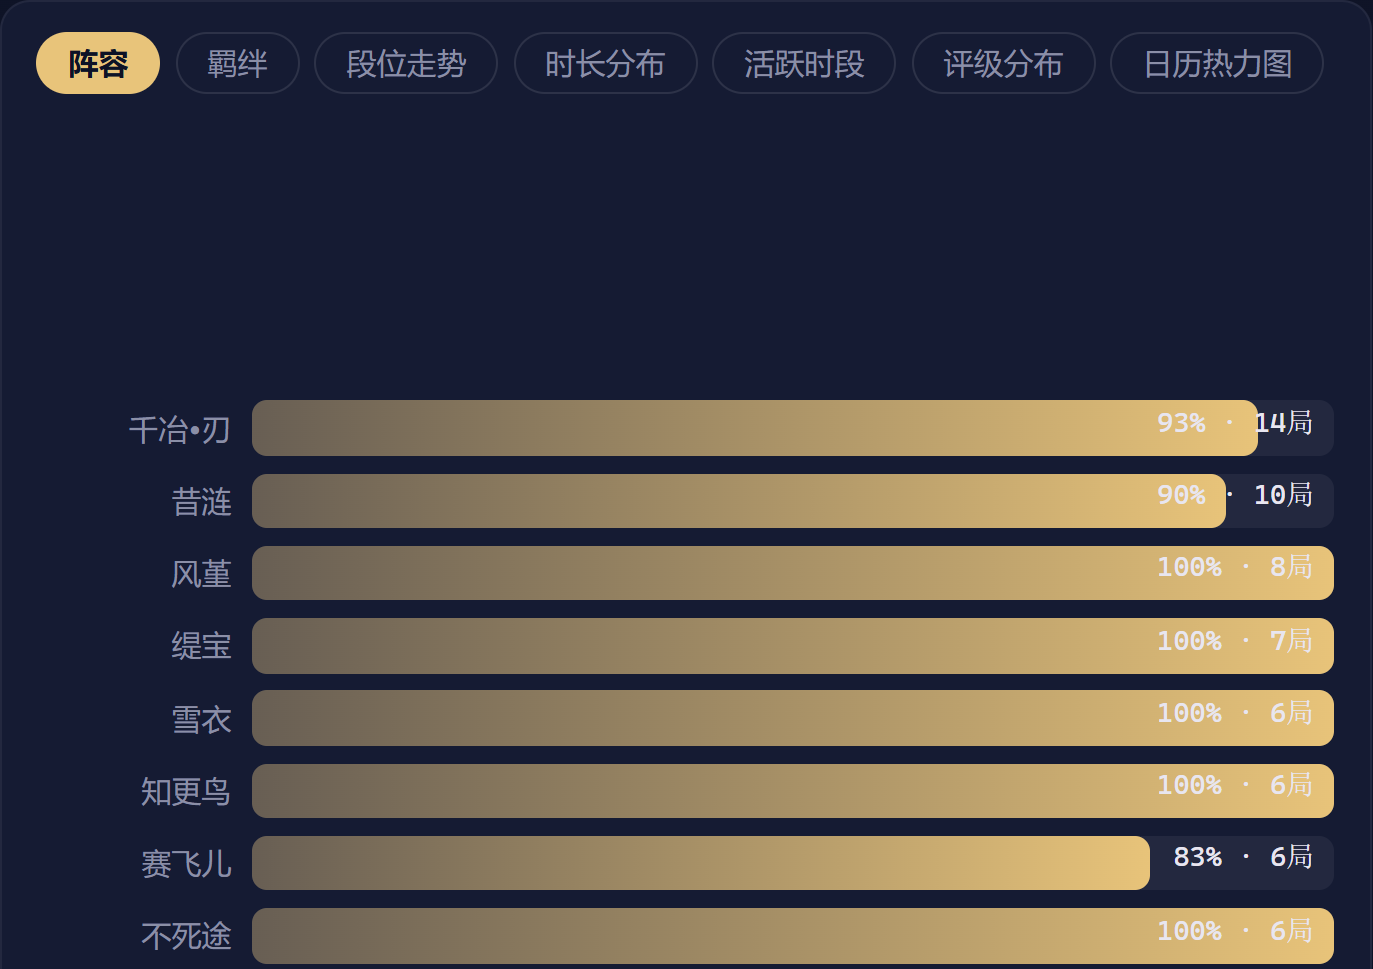 阵容 羁绊 段位走势 时长分布 活跃时段 评级分布 日历热力图
千冶•刃 93% · 14局
昔涟 90% · 10局
风堇 100% · 8局
缇宝 100% · 7局
雪衣 100% · 6局
知更鸟 100% · 6局
赛飞儿 83% · 6局
不死途 100% · 6局